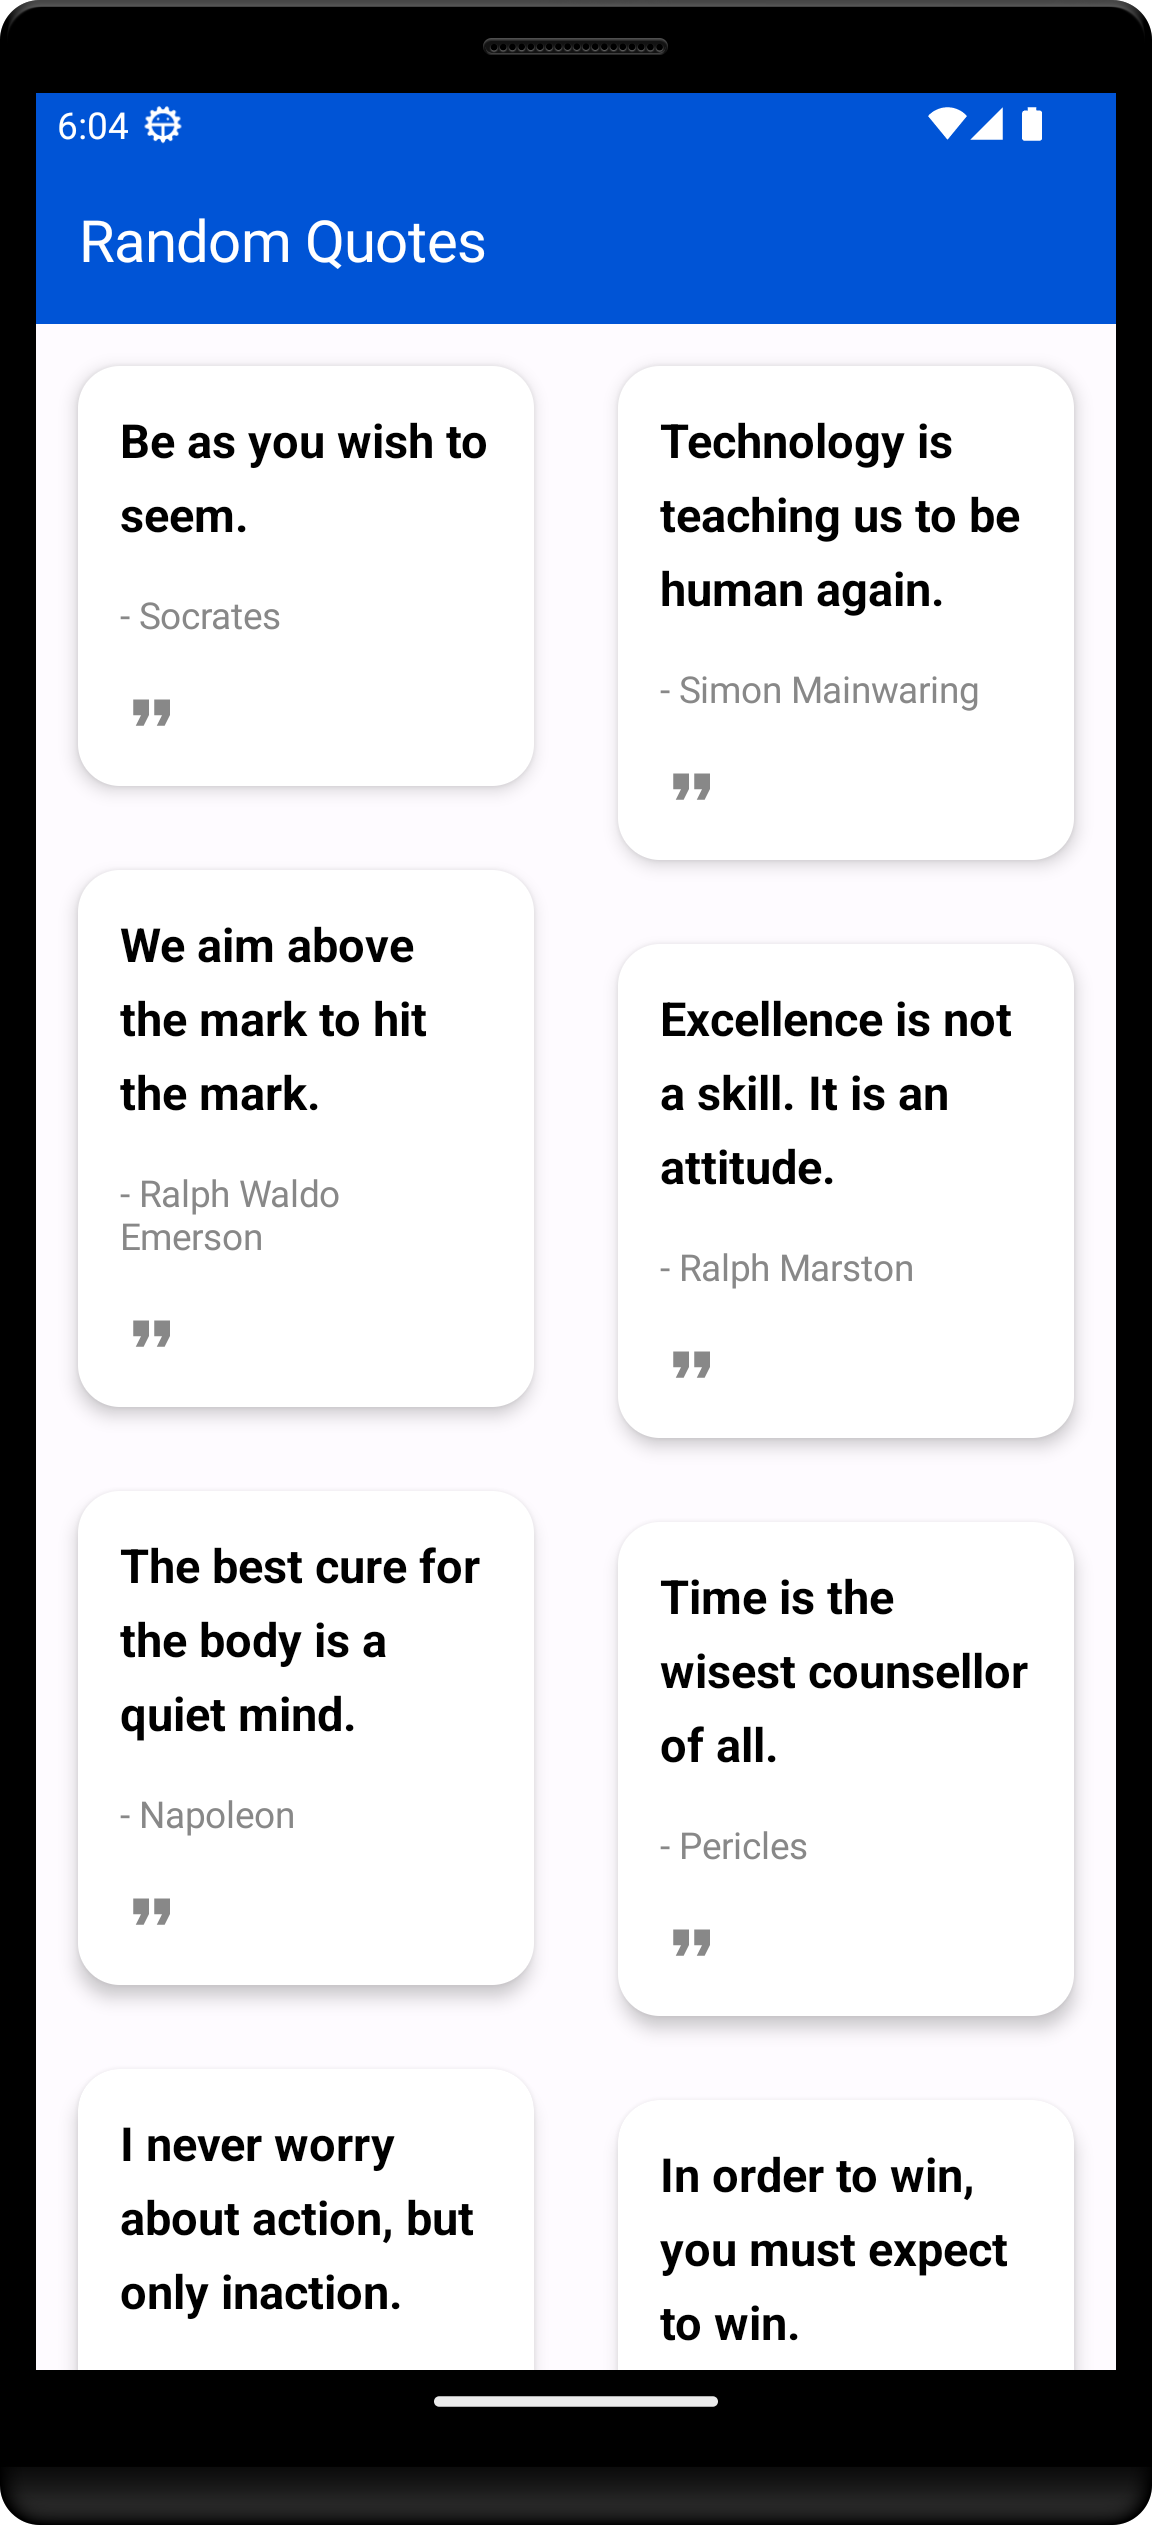 6:04
Random Quotes
Be as you wish to
seem.
- Socrates
Technology is
teaching us to be
human again.
- Simon Mainwaring
We aim above
the mark to hit
the mark.
- Ralph Waldo
Emerson
Excellence is not
a skill. It is an
attitude.
- Ralph Marston
The best cure for
the body is a
quiet mind.
- Napoleon
Time is the
wisest counsellor
of all.
- Pericles
I never worry
about action, but
only inaction.
In order to win,
you must expect
to win.